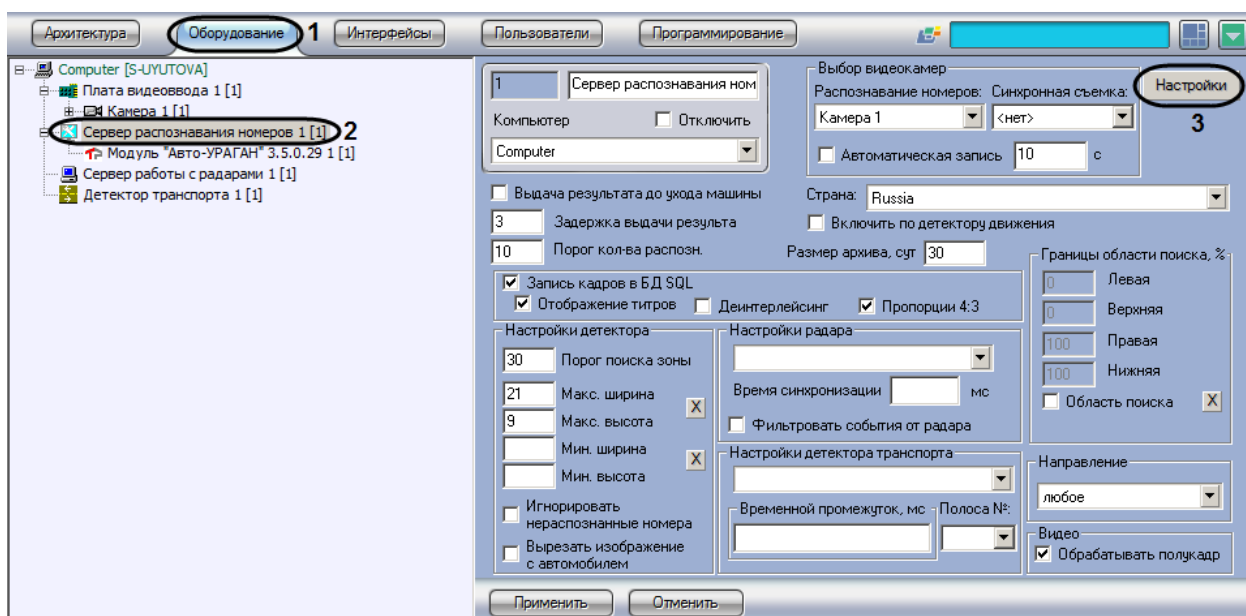 Архитектура Оборудование 1 Интерфейсы Пользователи Программирование
Computer [S-UYUTOVA]
Плата видеоввода 1 [1]
Камера 1 [1]
Сервер распознавания номеров 1 [1] 2
Модуль "Авто-УРАГАН" 3.5.0.29 1 [1]
Сервер работы с радарами 1 [1]
Детектор транспорта 1 [1]
1 Сервер распознавания ном
Компьютер Отключить
Computer
Выбор видеокамер
Распознавание номеров: Синхронная съемка:
Камера 1 <нет>
Автоматическая запись 10 с
Настройки
3
Выдача результата до ухода машины
3 Задержка выдачи результа
10 Порог кол-ва распозн.
Страна: Russia
Включить по детектору движения
Размер архива, сут 30
Запись кадров в БД SQL
Отображение титров Деинтерлейсинг Пропорции 4:3
Границы области поиска, %
0 Левая
0 Верхняя
100 Правая
100 Нижняя
Область поиска X
Настройки детектора
30 Порог поиска зоны
21 Макс. ширина
9 Макс. высота
X
Мин. ширина
Мин. высота
X
Игнорировать
нераспознанные номера
Вырезать изображение
с автомобилем
Настройки радара
Время синхронизации мс
Фильтровать события от радара
Настройки детектора транспорта
Временной промежуток, мс Полоса №:
Направление
любое
Видео
Обрабатывать полукадр
Применить Отменить